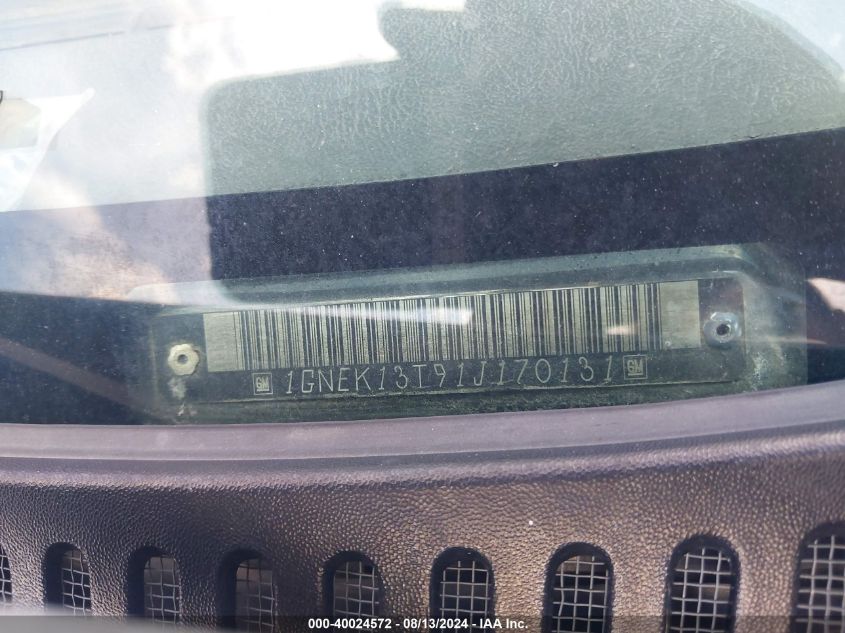 GM 1GNEK13T91J170131 GM
000-40024572 - 08/13/2024 - IAA Inc.